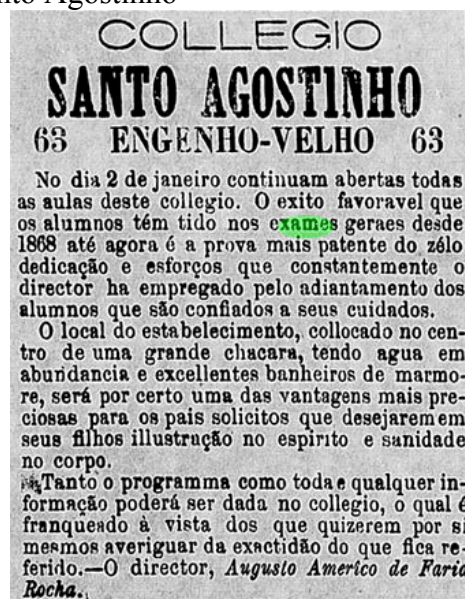 nto Agostinho
COLLEGIO
SANTO AGOSTINHO
63 ENGENHO-VELHO 63
No dia 2 de janeiro continuam abertas todas
as aulas deste collegio. O exito favoravel que
os alumnos têm tido nos exames geraes desde
1868 até agora é a prova mais patente do zélo
dedicação e esforços que constantemente o
director ha empregado pelo adiantamento dos
alumnos que são confiados a seus cuidados.
O local do estabelecimento, collocado no cen-
tro de uma grande chacara, tendo agua em
abundancia e excellentes banheiros de marmo-
re, será por certo uma das vantagens mais pre-
ciosas para os pais solicitos que desejarem em
seus filhos illustração no espirito e sanidade
no corpo.
Tanto o programma como toda e qualquer in-
formação poderá ser dada no collegio, o qual é
franqueado à vista dos que quizerem por si
mesmos averiguar da exactidão do que fica re-
ferido.—O director, Augusto Americo de Faria
Rocha.